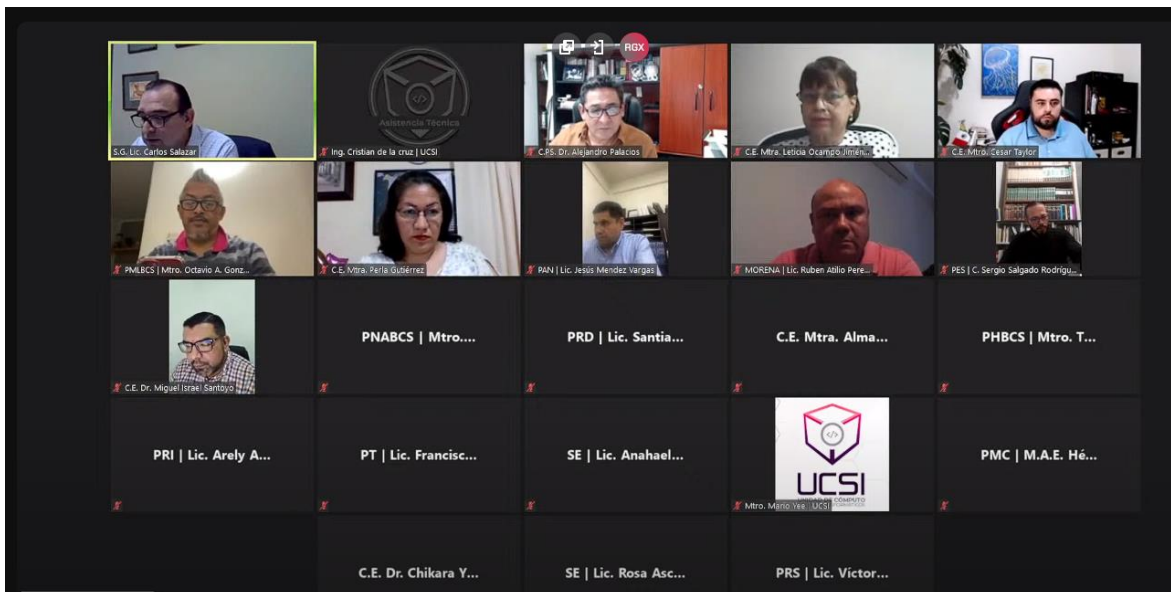 RGX
Asistencia Técnica
S.G. Lic. Carlos Salazar
Ing. Cristian de la cruz | UCSI
C.P.S. Dr. Alejandro Palacios
C.E. Mtra. Leticia Ocampo Jimén...
C.E. Mtro. Cesar Taylor
PMLBCS | Mtro. Octavio A. Gonz...
C.E. Mtra. Perla Gutiérrez
PAN | Lic. Jesús Mendez Vargas
MORENA | Lic. Ruben Atilio Pere...
PES | C. Sergio Salgado Rodrígu...
C.E. Dr. Miguel Israel Santoyo
PNABCS | Mtro....
PRD | Lic. Santia...
C.E. Mtra. Alma...
PHBCS | Mtro. T...
PRI | Lic. Arely A...
PT | Lic. Francisc...
SE | Lic. Anahael...
UCSI
UNIDAD DE CÓMPUTO
Mtro. Mario Yee | UCSI
PMC | M.A.E. Hé...
C.E. Dr. Chikara Y...
SE | Lic. Rosa Asc...
PRS | Lic. Víctor...